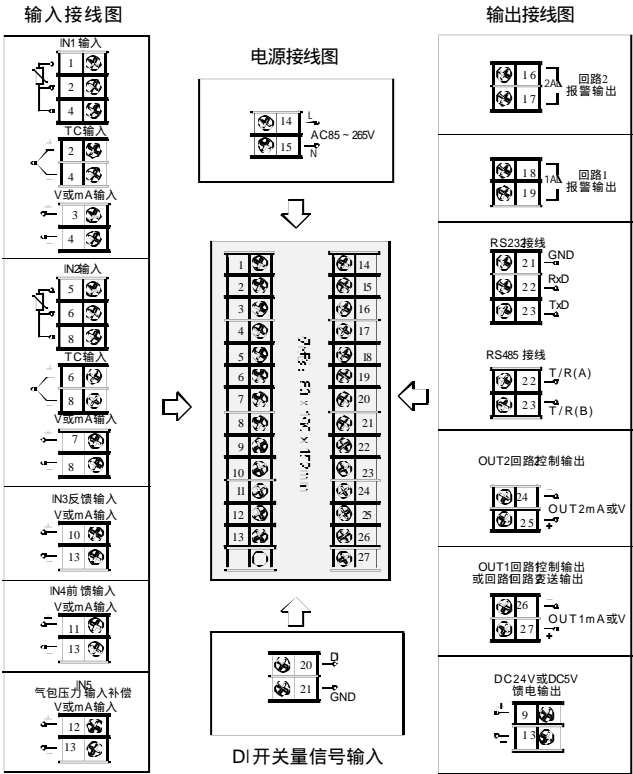 输入接线图
IN1输入
1
2
4
TC输入
2
4
V或mA输入
3
4
IN2输入
5
6
8
TC输入
6
8
V或mA输入
7
8
IN3反馈输入
V或mA输入
10
13
IN4前馈输入
V或mA输入
11
13
IN5
气包压力输入补偿
V或mA输入
12
13
电源接线图
14 L
AC85~265V
15 N
1 14
2 15
3 16
4 17
5 18
6 19
7 20
8 21
9 22
10 23
11 24
12 25
13 26
27
20 DI
21 GND
DI开关量信号输入
输出接线图
16
2AL
17
回路2
报警输出
18
1AL
19
回路1
报警输出
RS232接线
21 GND
22 RxD
23 TxD
RS485 接线
22 T/R(A)
23 T/R(B)
OUT2回路控制输出
24 -
OUT2mA或V
25 +
OUT1回路控制输出
或回路变送输出
26 -
OUT1mA或V
27 +
DC24V或DC5V
馈电输出
9
13